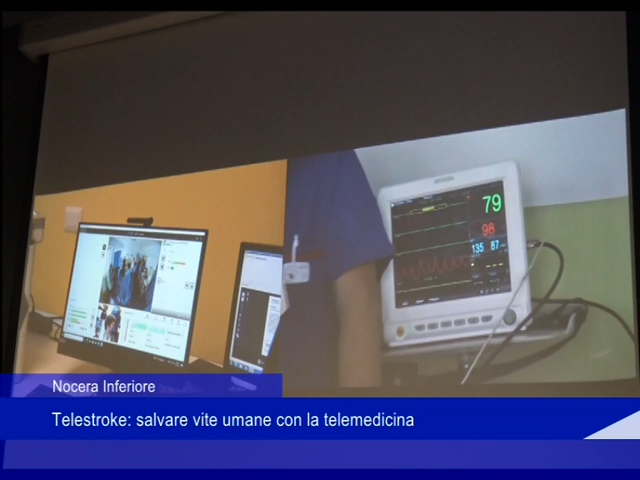 79
98
135 87
Nocera Inferiore
Telestroke: salvare vite umane con la telemedicina